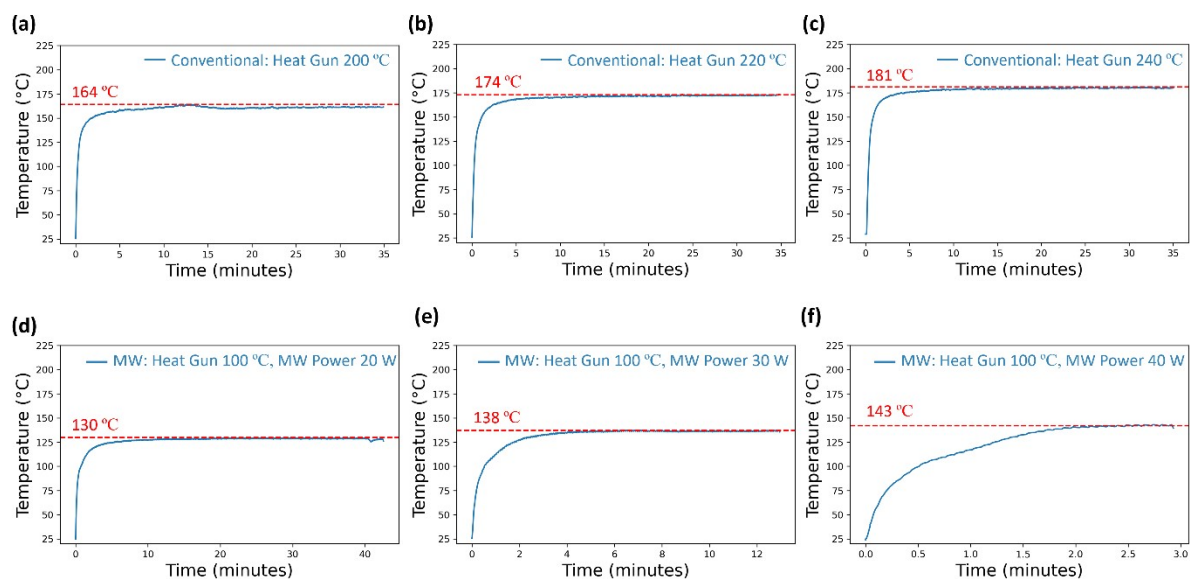 (a)
Conventional: Heat Gun 200 ºC
164 ºC
Temperature (°C)
225
200
175
150
125
100
75
50
25
0 5 10 15 20 25 30 35
Time (minutes)
(b)
Conventional: Heat Gun 220 ºC
174 ºC
Temperature (°C)
225
200
175
150
125
100
75
50
25
0 5 10 15 20 25 30 35
Time (minutes)
(c)
Conventional: Heat Gun 240 ºC
181 ºC
Temperature (°C)
225
200
175
150
125
100
75
50
25
0 5 10 15 20 25 30 35
Time (minutes)
(d)
MW: Heat Gun 100 ºC, MW Power 20 W
130 ºC
Temperature (°C)
225
200
175
150
125
100
75
50
25
0 10 20 30 40
Time (minutes)
(e)
MW: Heat Gun 100 ºC, MW Power 30 W
138 ºC
Temperature (°C)
225
200
175
150
125
100
75
50
25
0 2 4 6 8 10 12
Time (minutes)
(f)
MW: Heat Gun 100 ºC, MW Power 40 W
143 ºC
Temperature (°C)
225
200
175
150
125
100
75
50
25
0.0 0.5 1.0 1.5 2.0 2.5 3.0
Time (minutes)